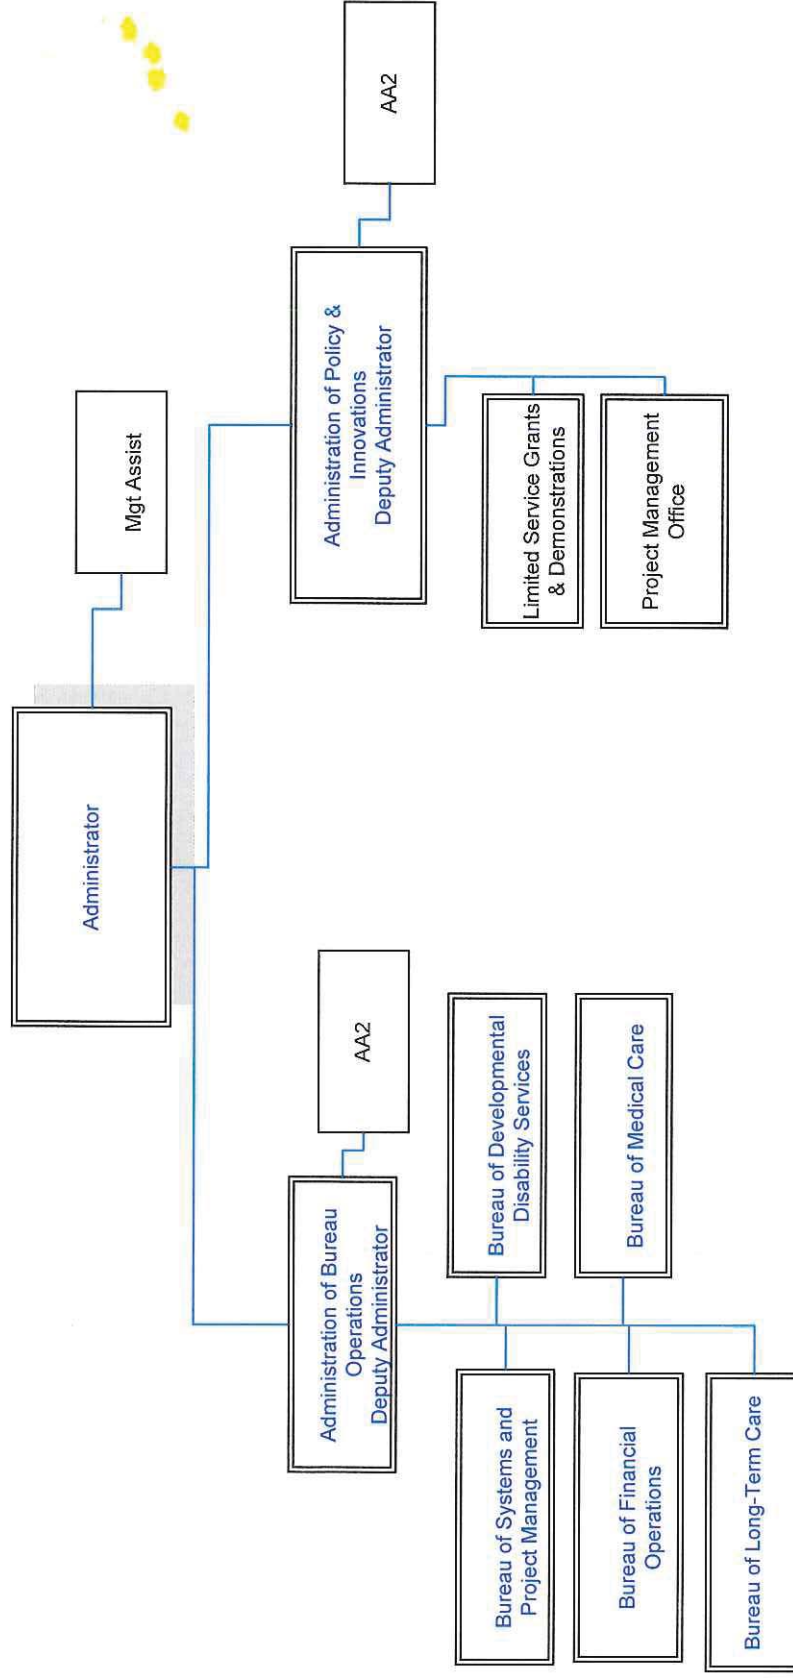 Administrator
Mgt Assist
Administration of Bureau
Operations
Deputy Administrator
AA2
Administration of Policy &
Innovations
Deputy Administrator
AA2
Bureau of Systems and
Project Management
Bureau of Developmental
Disability Services
Limited Service Grants
& Demonstrations
Bureau of Financial
Operations
Bureau of Medical Care
Project Management
Office
Bureau of Long-Term Care